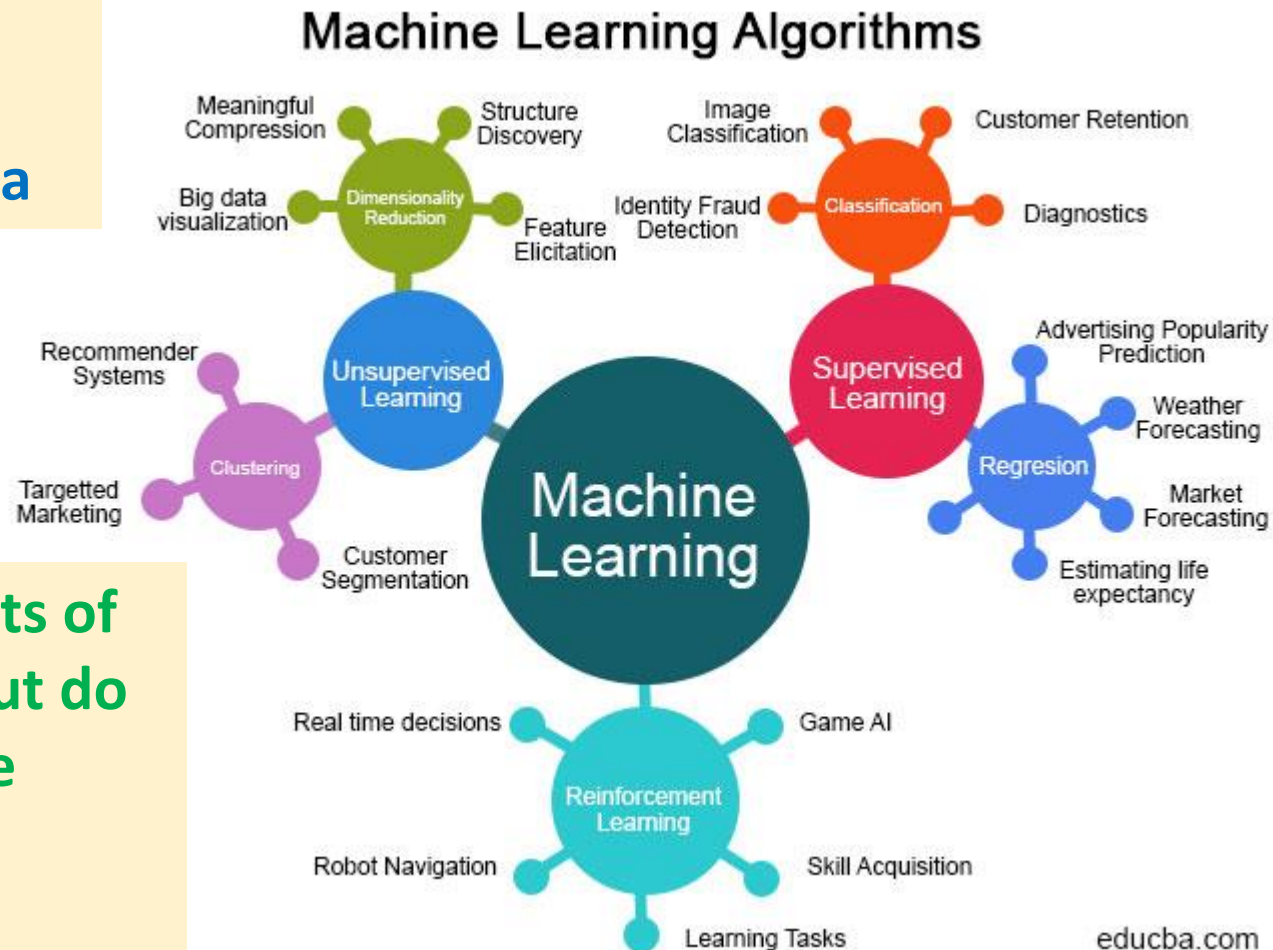 Machine Learning Algorithms
a
Meaningful
Compression
Structure
Discovery
Big data
visualization
Dimensionality
Reduction
Feature
Elicitation
Image
Classification
Customer Retention
Identity Fraud
Detection
Classification
Diagnostics
Recommender
Systems
Unsupervised
Learning
Supervised
Learning
Advertising Popularity
Prediction
Weather
Forecasting
Clustering
Regresion
Targetted
Marketing
Market
Forecasting
Customer
Segmentation
Machine
Learning
Estimating life
expectancy
ts of
ut do
e
Real time decisions
Game AI
Reinforcement
Learning
Robot Navigation
Skill Acquisition
Learning Tasks
educba.com